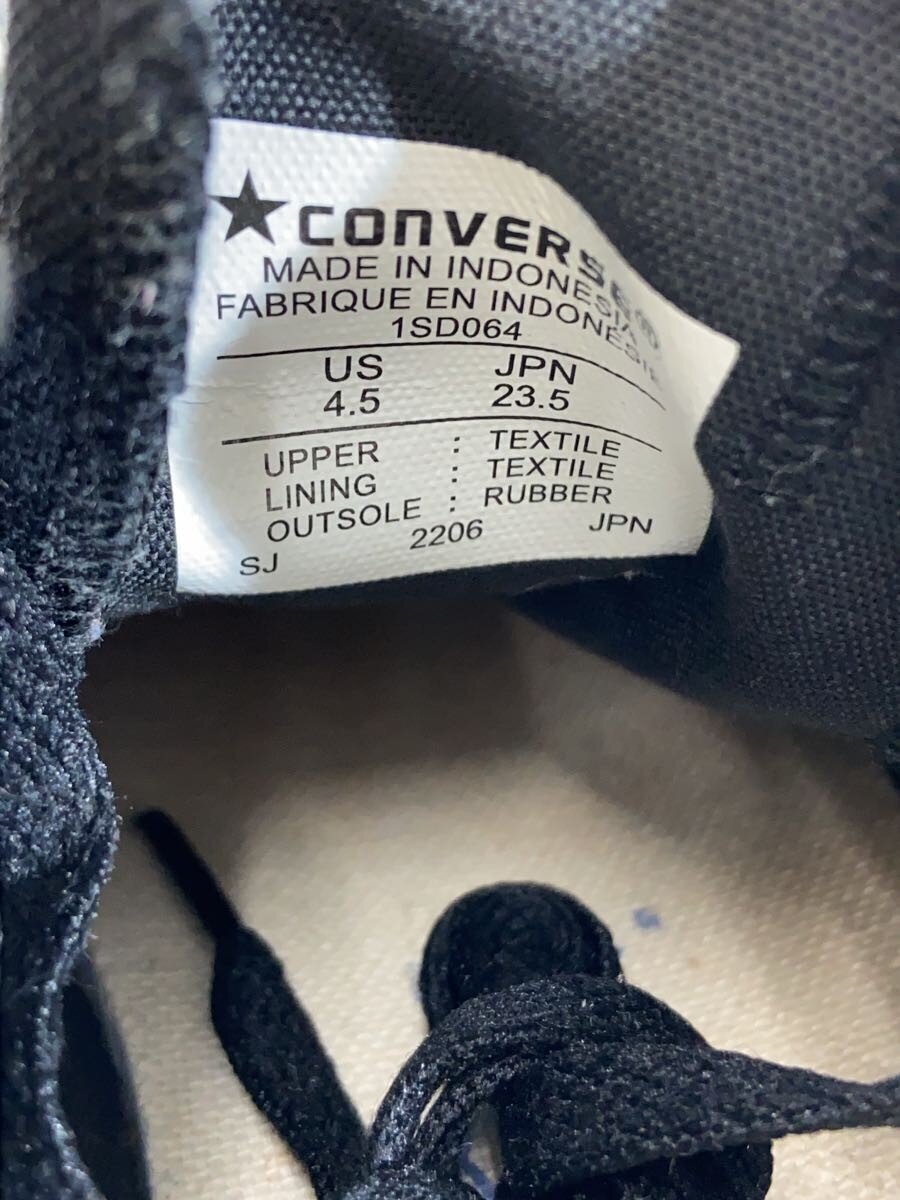 ★CONVERSE®
MADE IN INDONESIA
FABRIQUE EN INDONESIE
1SD064
US JPN
4.5 23.5
UPPER : TEXTILE
LINING : TEXTILE
OUTSOLE : RUBBER
SJ 2206 JPN